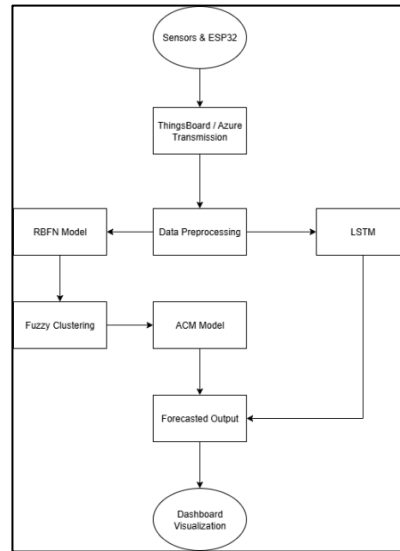 Sensors & ESP32
ThingsBoard / Azure
Transmission
RBFN Model
Data Preprocessing
LSTM
Fuzzy Clustering
ACM Model
Forecasted Output
Dashboard
Visualization